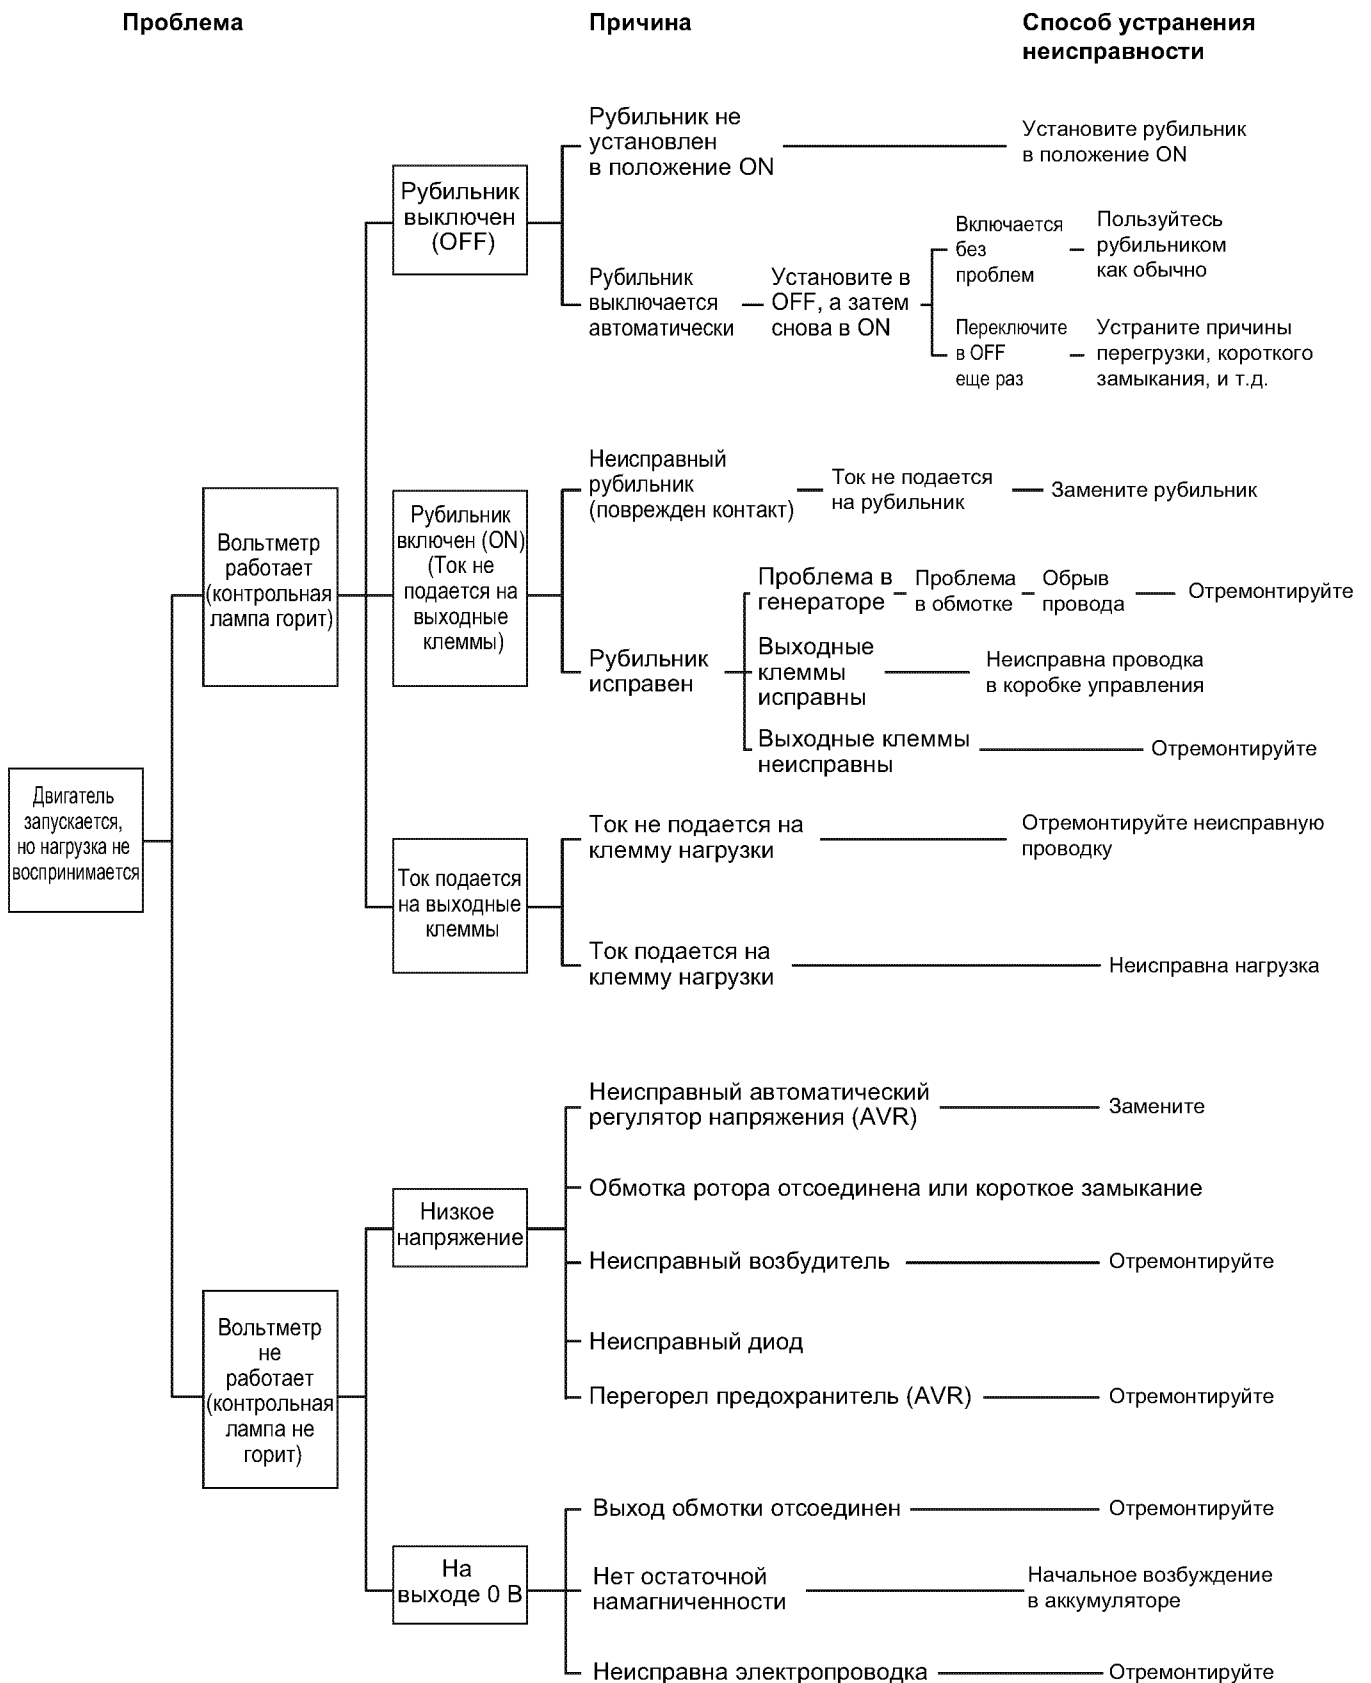 Проблема
Причина
Способ устранения
неисправности
Рубильник не
установлен
в положение ON
Установите рубильник
в положение ON
Рубильник
выключен
(OFF)
Рубильник
выключается
автоматически
Установите в
OFF, а затем
снова в ON
Включается
без
проблем
Пользуйтесь
рубильником
как обычно
Переключите
в OFF
еще раз
Устраните причины
перегрузки, короткого
замыкания, и т.д.
Неисправный
рубильник
(поврежден контакт)
Ток не подается
на рубильник
Замените рубильник
Вольтметр
работает
(контрольная
лампа горит)
Рубильник
включен (ON)
(Ток не
подается на
выходные
клеммы)
Проблема в
генераторе
Проблема
в обмотке
Обрыв
провода
Отремонтируйте
Рубильник
исправен
Выходные
клеммы
исправны
Неисправна проводка
в коробке управления
Выходные клеммы
неисправны
Отремонтируйте
Двигатель
запускается,
но нагрузка не
воспринимается
Ток подается
на выходные
клеммы
Ток не подается на
клемму нагрузки
Отремонтируйте неисправную
проводку
Ток подается на
клемму нагрузки
Неисправна нагрузка
Неисправный автоматический
регулятор напряжения (AVR)
Замените
Низкое
напряжение
Обмотка ротора отсоединена или короткое замыкание
Неисправный возбудитель
Отремонтируйте
Неисправный диод
Вольтметр
не
работает
(контрольная
лампа не
горит)
Перегорел предохранитель (AVR)
Отремонтируйте
Выход обмотки отсоединен
Отремонтируйте
На
выходе 0 В
Нет остаточной
намагниченности
Начальное возбуждение
в аккумуляторе
Неисправна электропроводка
Отремонтируйте